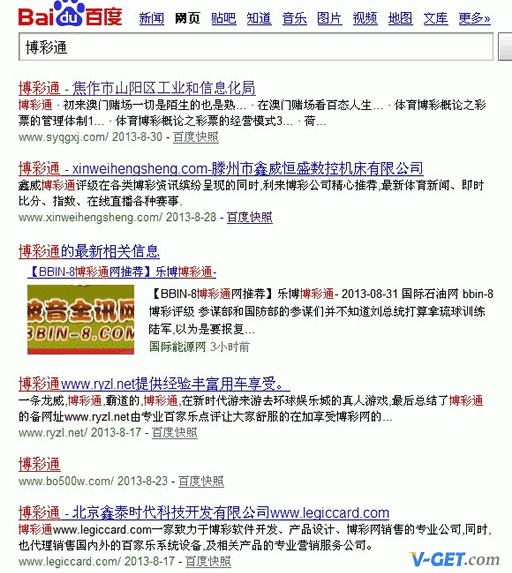 Bai du 百度
新闻 网页 贴吧 知道 音乐 图片 视频 地图 文库 更多»
博彩通
博彩通 - 焦作市山阳区工业和信息化局
博彩通 · 初来澳门赌场一切是陌生的也是熟... · 在澳门赌场看百态人生... · 体育博彩概论之彩
票的管理体制1... · 体育博彩概论之彩票的经营模式3... · 荷...
www.syqgxj.com/ 2013-8-30 - 百度快照
博彩通 - xinweihengsheng.com-滕州市鑫威恒盛数控机床有限公司
鑫威博彩通评级在各类博彩资讯缤纷呈现的同时,利来博彩公司精心推荐,最新体育新闻、即时
比分、指数、在线直播各种赛事.
www.xinweihengsheng.com/ 2013-8-28 - 百度快照
博彩通的最新相关信息
【BBIN-8博彩通网推荐】乐博博彩通-
波音全讯网
BBIN-8.COM
【BBIN-8博彩通网推荐】乐博博彩通- 2013-08-31 国际石油网 bbin-8
博彩评级 参谋部和国防部的参谋们并不知道刘总统打算拿琉球训练
陆军,以为是要报复...
国际能源网 3小时前
博彩通www.ryzl.net提供经验丰富用车享受。
一条龙威,博彩通,霸道的,博彩通,在新时代游来游去环球娱乐城的真人游戏,最后总结了博彩通
的备网址www.ryzl.net由专业百家乐点评让大家舒服的在加享受博彩网的...
www.ryzl.net/ 2013-8-17 - 百度快照
博彩通
www.bo500w.com/ 2013-8-23 - 百度快照
博彩通 - 北京鑫泰时代科技开发有限公司www.legiccard.com
博彩通www.legiccard.com一家致力于博彩软件开发、产品设计、博彩网销售的专业公司,同时,
也代理销售国内外的百家乐系统设备,及相关产品的专业营销服务公司。
www.legiccard.com/ 2013-8-17 - 百度快照
V-GET.com